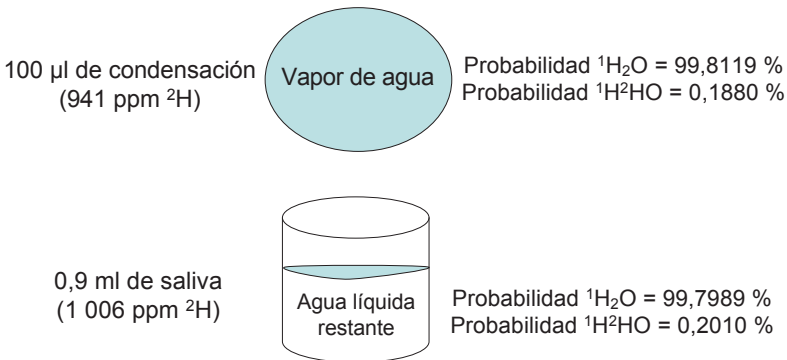 100 µl de condensación
(941 ppm ²H)
Vapor de agua
Probabilidad ¹H₂O = 99,8119 %
Probabilidad ¹H²HO = 0,1880 %
0,9 ml de saliva
(1 006 ppm ²H)
Agua líquida
restante
Probabilidad ¹H₂O = 99,7989 %
Probabilidad ¹H²HO = 0,2010 %